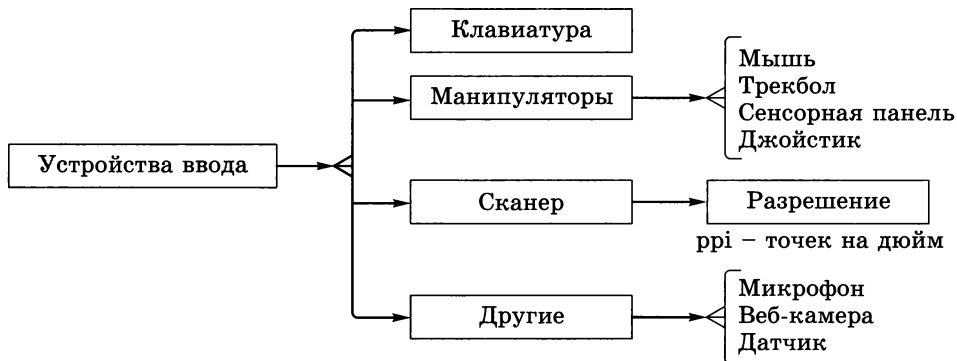 Клавиатура
Манипуляторы
Мышь
Трекбол
Сенсорная панель
Джойстик
Устройства ввода
Сканер
Разрешение
ppi – точек на дюйм
Другие
Микрофон
Веб-камера
Датчик